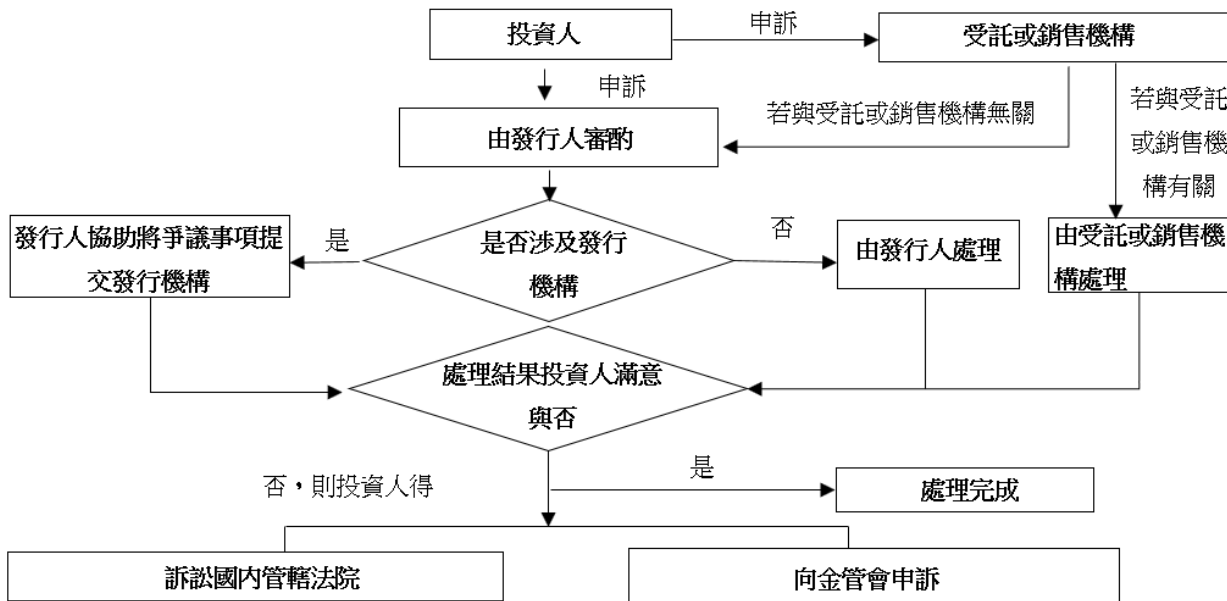 投資人
申訴
受託或銷售機構
申訴
若與受託或銷售機構無關
若與受託
或銷售機
構有關
由發行人審酌
發行人協助將爭議事項提
交發行機構
是
是否涉及發行
機構
否
由發行人處理
由受託或銷售機
構處理
處理結果投資人滿意
與否
否，則投資人得
是
處理完成
訴訟國內管轄法院
向金管會申訴